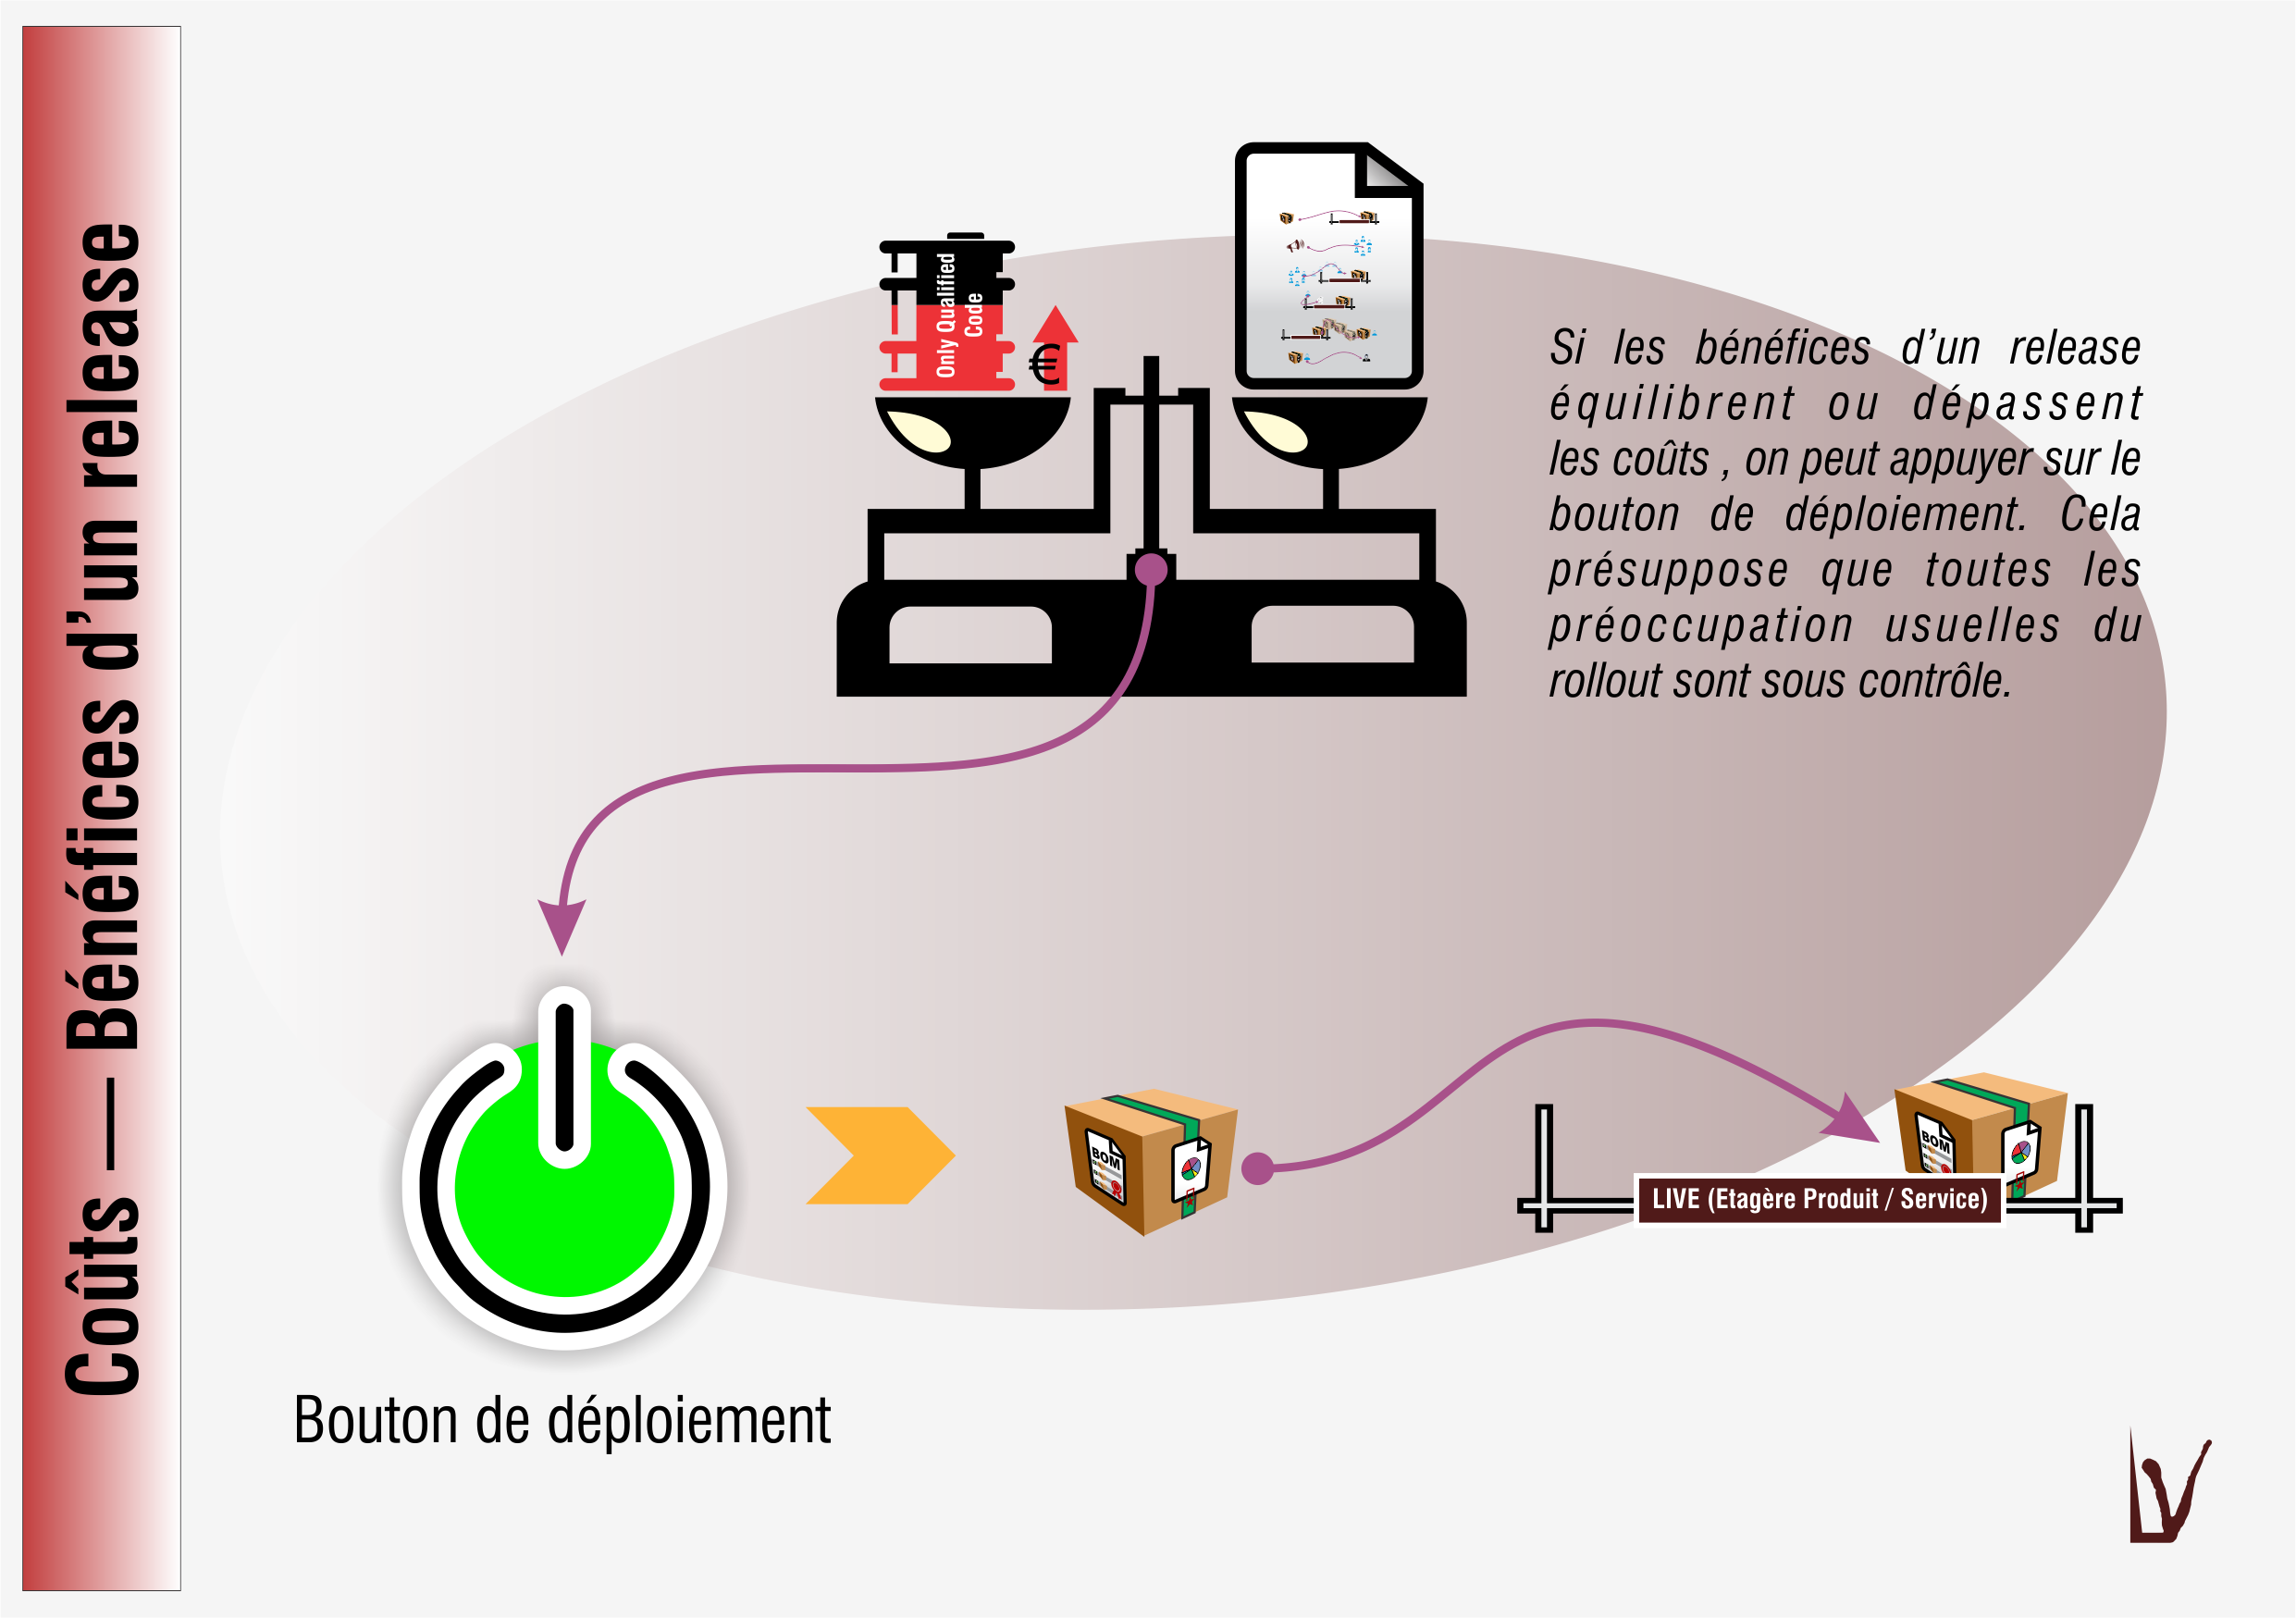 Coûts — Bénéfices d’un release
Only Qualified
Code
€
Si les bénéfices d’un release
équilibrent ou dépassent
les coûts , on peut appuyer sur le
bouton de déploiement. Cela
présuppose que toutes les
préoccupation usuelles du
rollout sont sous contrôle.
BOM
BOM
LIVE (Etagère Produit / Service)
Bouton de déploiement
LV